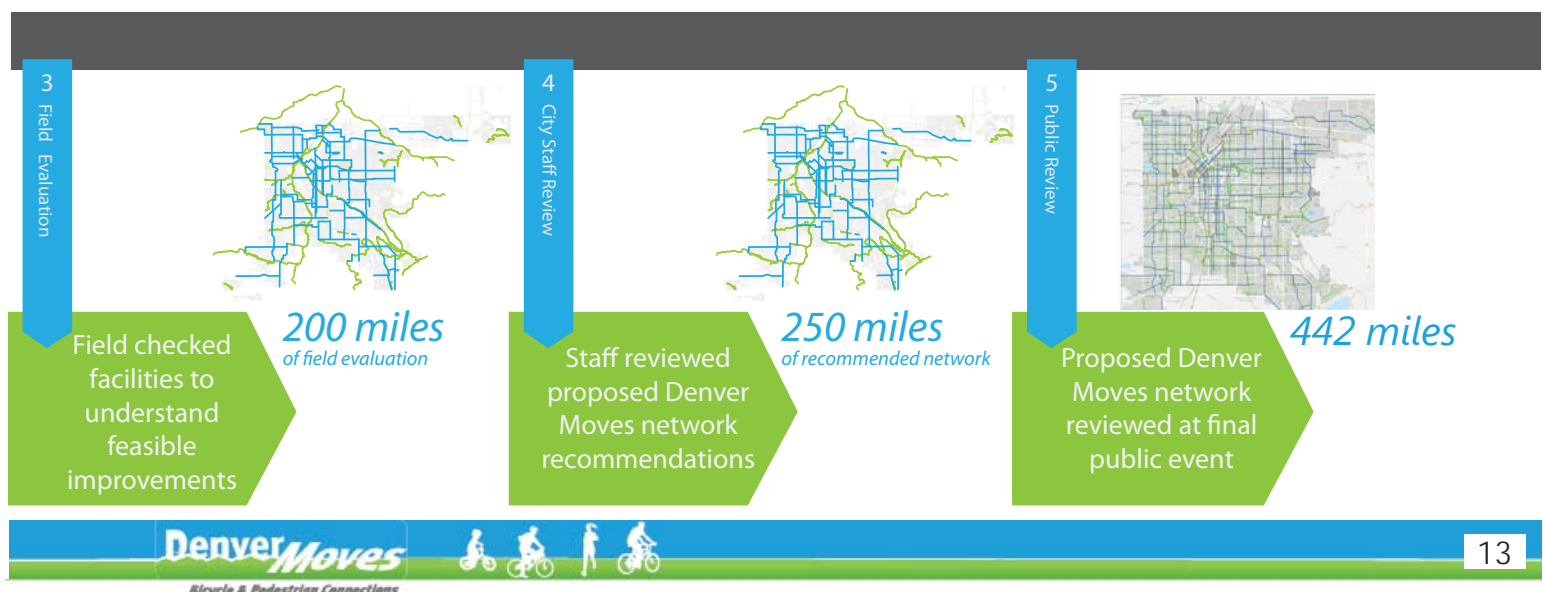 3 Field Evaluation
200 miles
of field evaluation
Field checked
facilities to
understand
feasible
improvements
4 City Staff Review
250 miles
of recommended network
Staff reviewed
proposed Denver
Moves network
recommendations
5 Public Review
442 miles
Proposed Denver
Moves network
reviewed at final
public event
Denver Moves
Bicycle & Pedestrian Connections
13